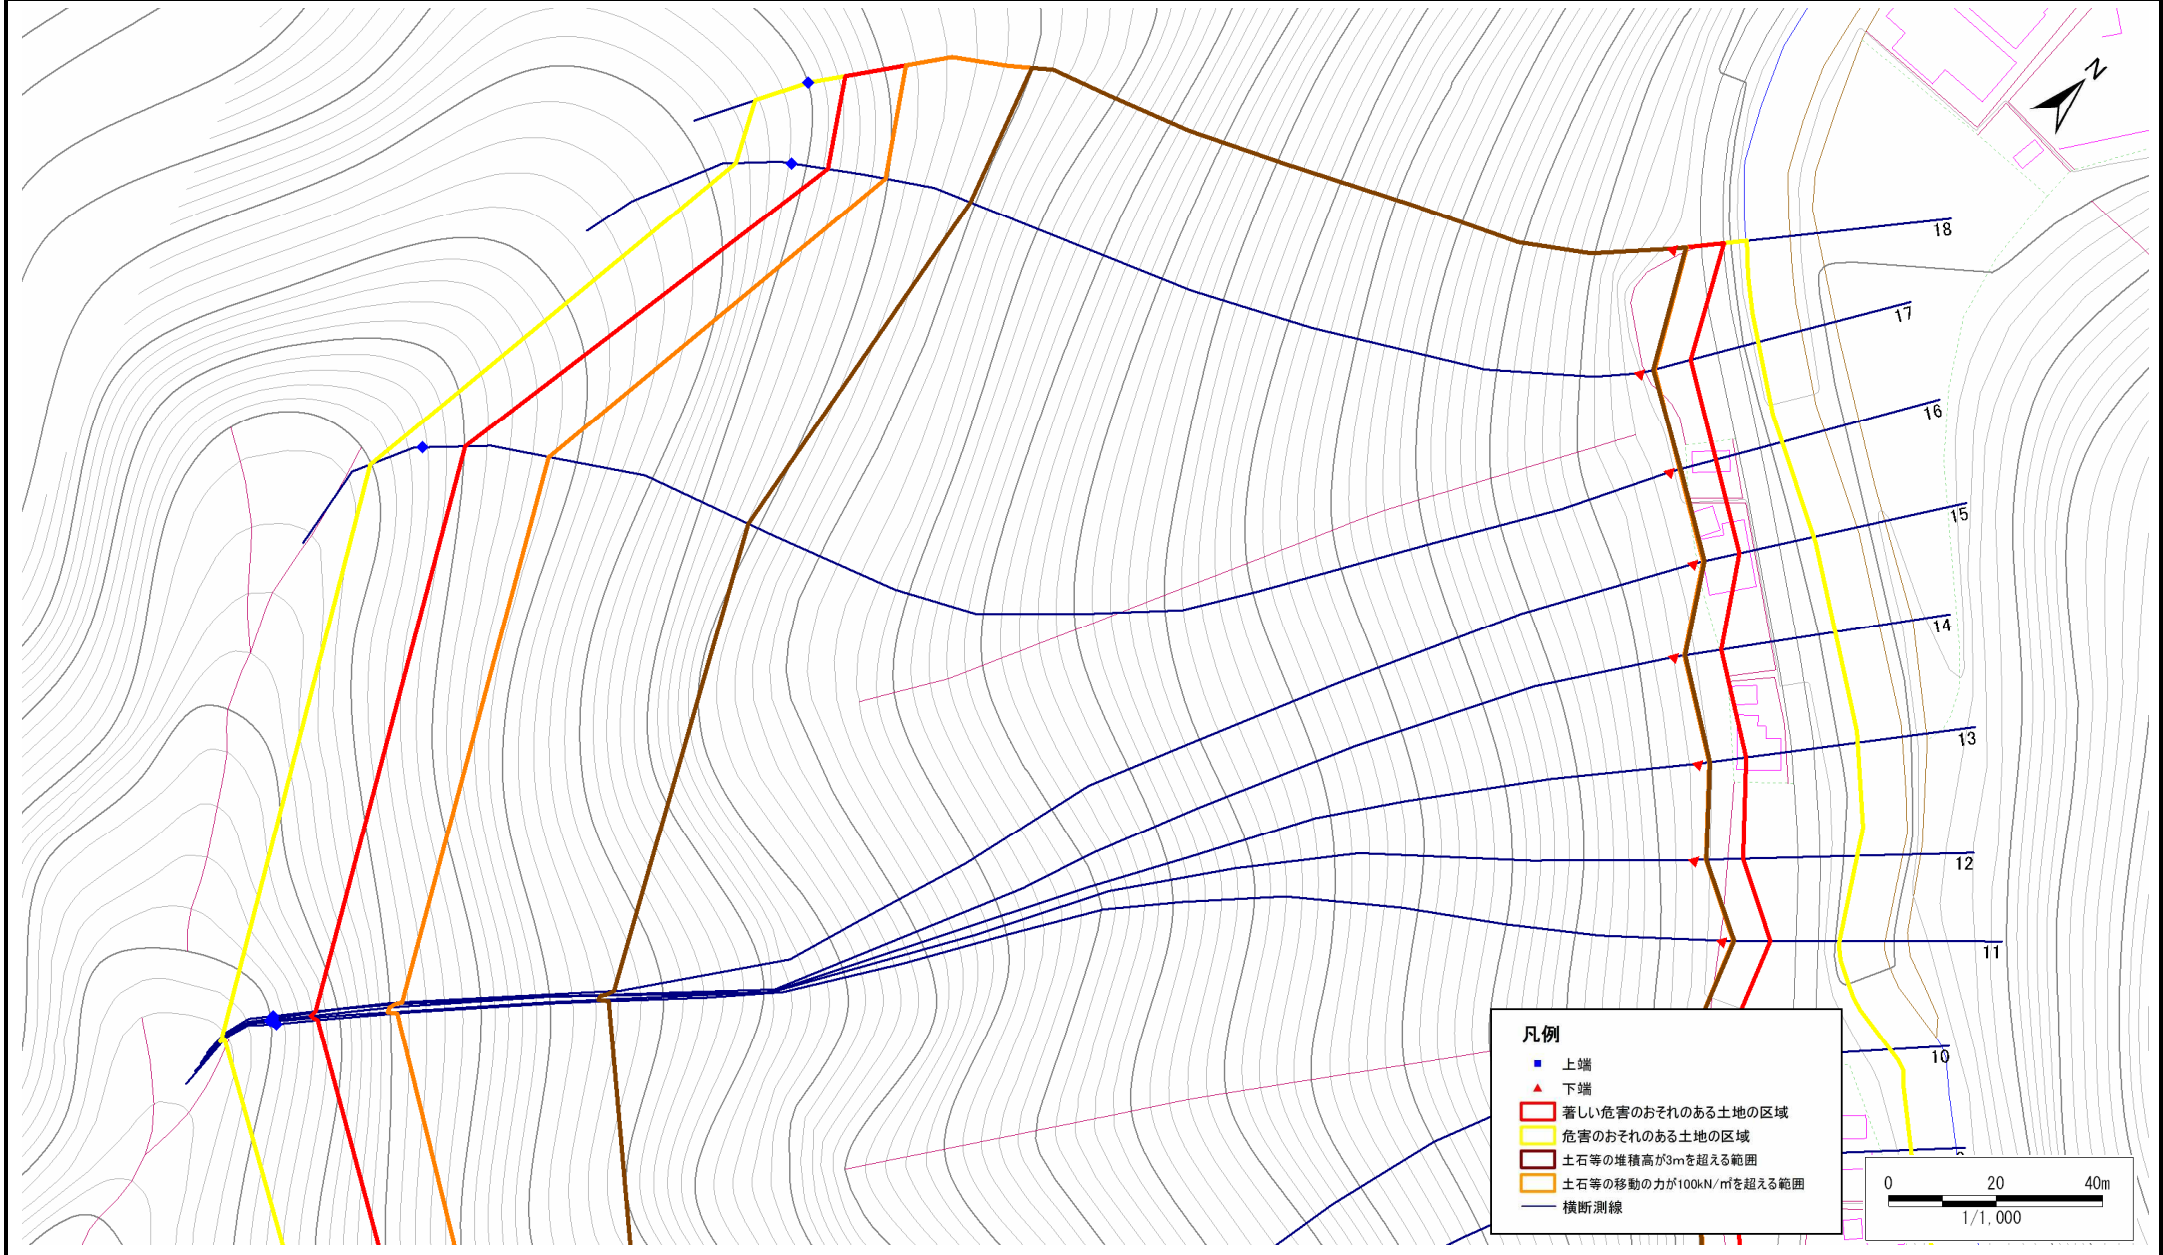 N
18
17
16
15
14
13
12
11
10
凡例
上端
下端
著しい危害のおそれのある土地の区域
危害のおそれのある土地の区域
土石等の堆積高が3mを超える範囲
土石等の移動の力が100kN/㎡を超える範囲
横断測線
0 20 40m
1/1,000